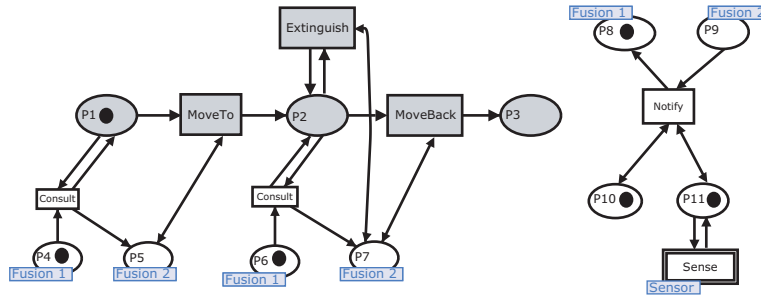 Fusion 1
Fusion 2
Extinguish
P8
P9
P1
MoveTo
P2
MoveBack
P3
Notify
Consult
Consult
P10
P11
P4
P5
P6
P7
Sense
Fusion 1
Fusion 2
Fusion 1
Fusion 2
Sensor